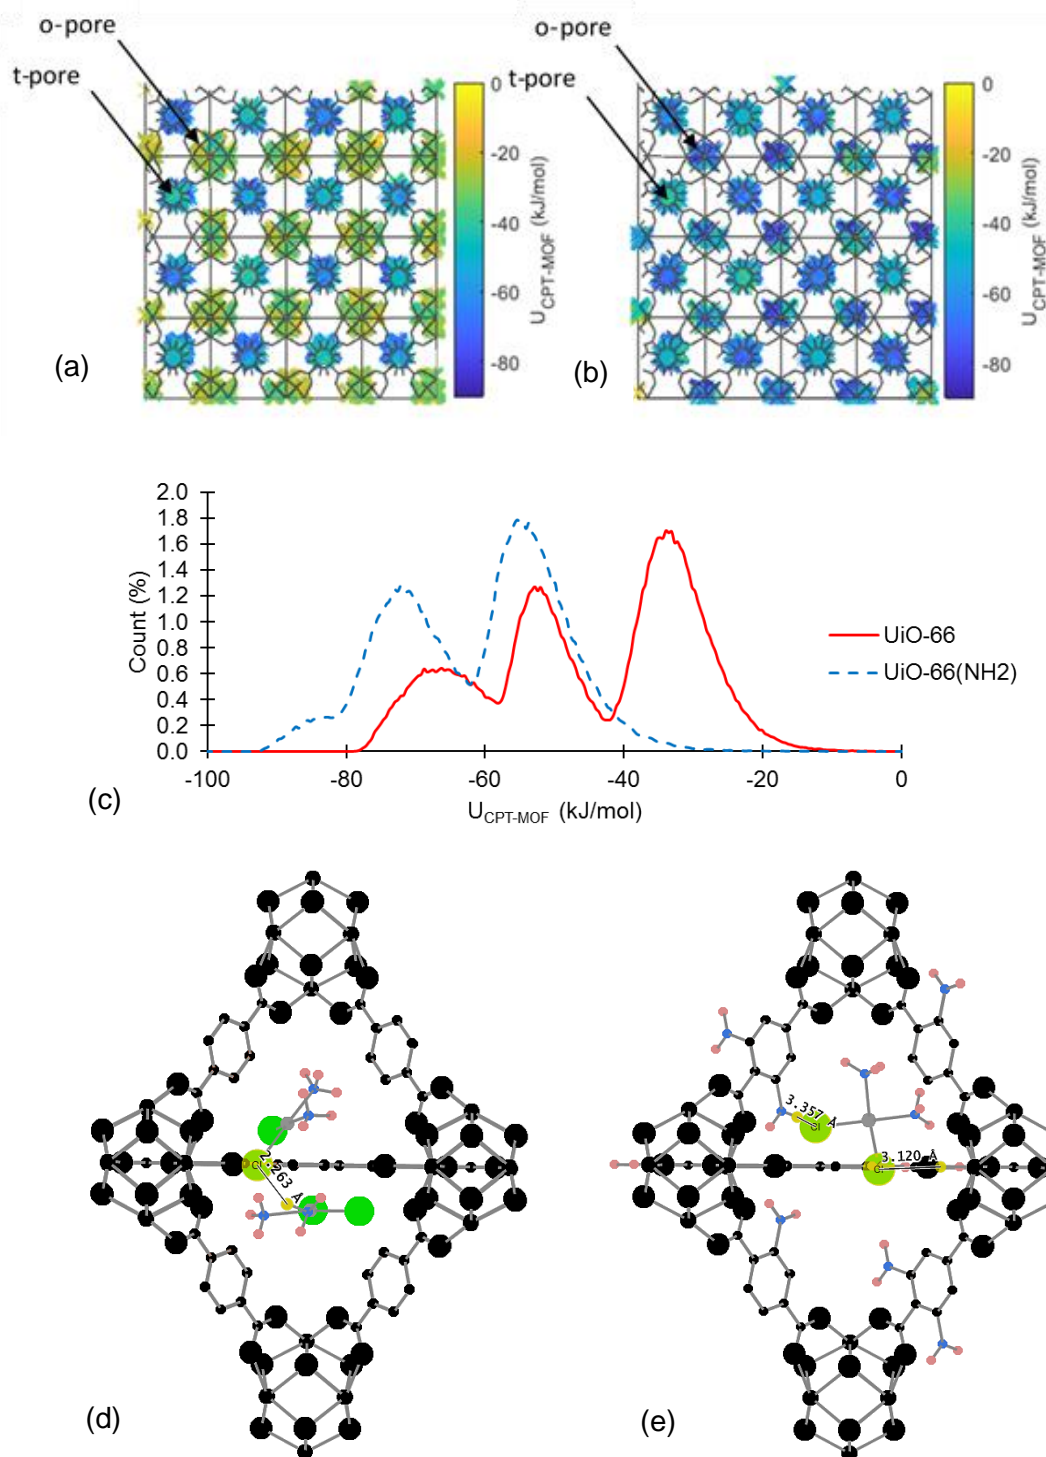 o-pore
t-pore
0
-20
-40
-60
-80
U_CPT-MOF (kJ/mol)
(a)
o-pore
t-pore
0
-20
-40
-60
-80
U_CPT-MOF (kJ/mol)
(b)
2.0
1.8
1.6
1.4
1.2
1.0
0.8
0.6
0.4
0.2
0.0
Count (%)
-100 -80 -60 -40 -20 0
U_CPT-MOF (kJ/mol)
UiO-66
UiO-66(NH2)
(c)
Cl
Å
(d)
3.357 Å
Cl
3.120 Å
Cl
(e)